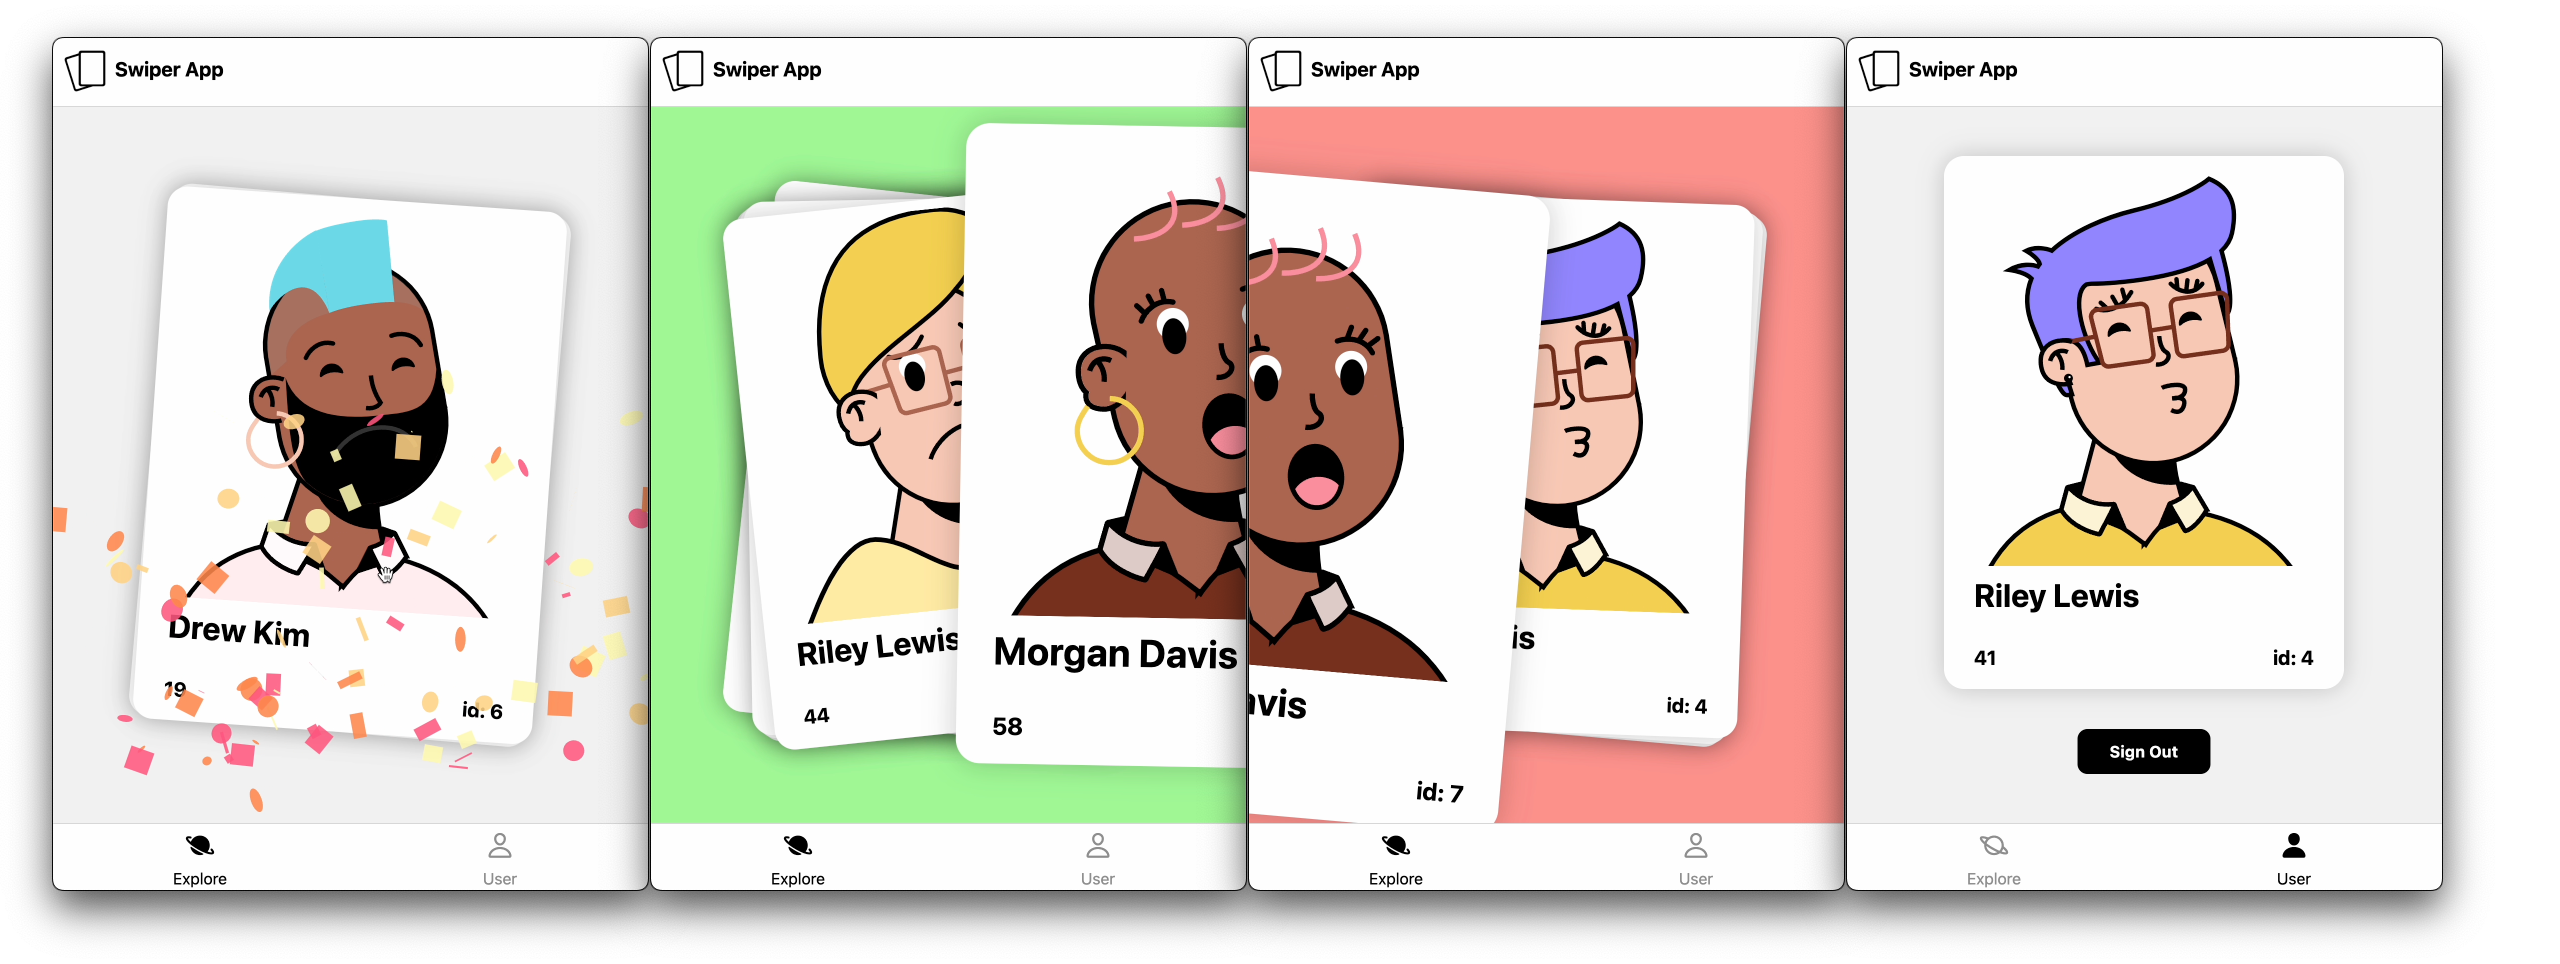 Swiper App
Drew Kim
19
id: 6
Explore
User
Swiper App
Riley Lewis
44
Morgan Davis
58
Explore
User
Swiper App
avis
id: 7
is
id: 4
Explore
User
Swiper App
Riley Lewis
41
id: 4
Sign Out
Explore
User